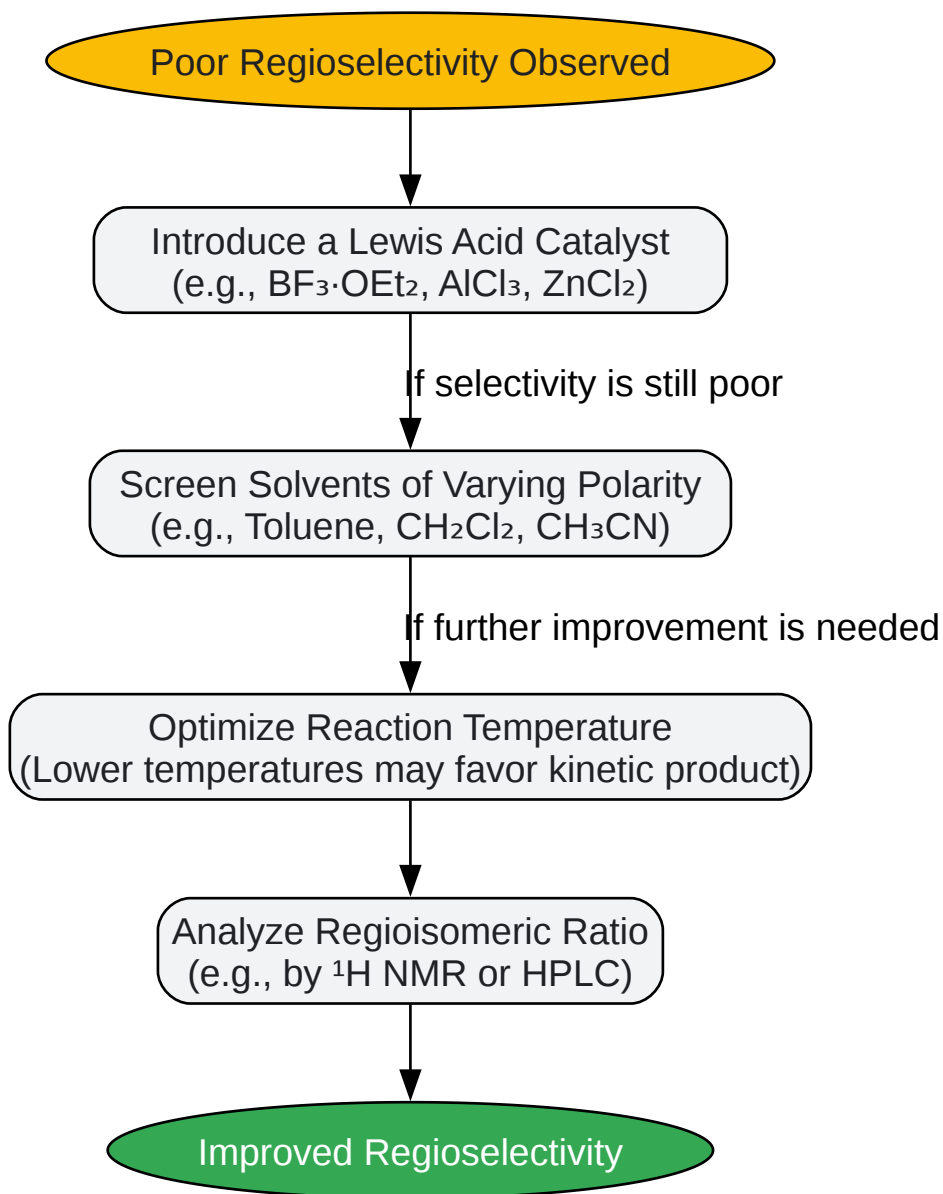 Poor Regioselectivity Observed
Introduce a Lewis Acid Catalyst
(e.g., BF₃·OEt₂, AlCl₃, ZnCl₂)
If selectivity is still poor
Screen Solvents of Varying Polarity
(e.g., Toluene, CH₂Cl₂, CH₃CN)
If further improvement is needed
Optimize Reaction Temperature
(Lower temperatures may favor kinetic product)
Analyze Regioisomeric Ratio
(e.g., by ¹H NMR or HPLC)
Improved Regioselectivity